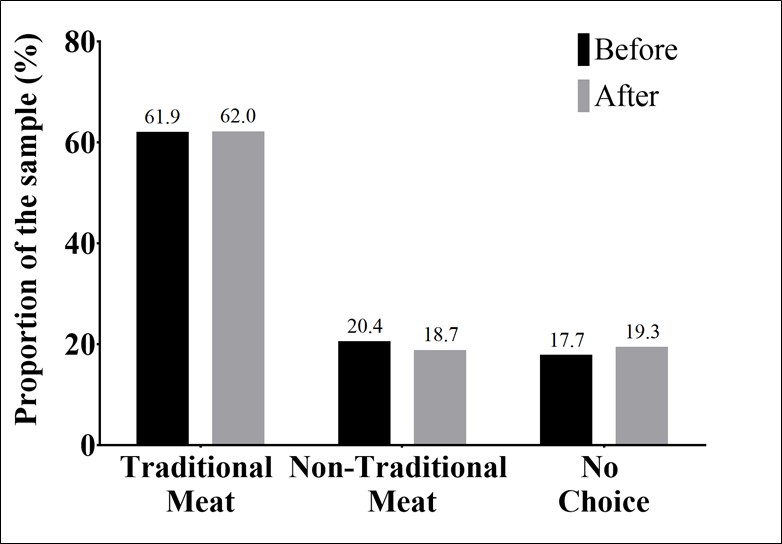 Proportion of the sample (%)
80
60
40
20
0
Before
After
61.9
62.0
20.4
18.7
17.7
19.3
Traditional
Meat
Non-Traditional
Meat
No
Choice